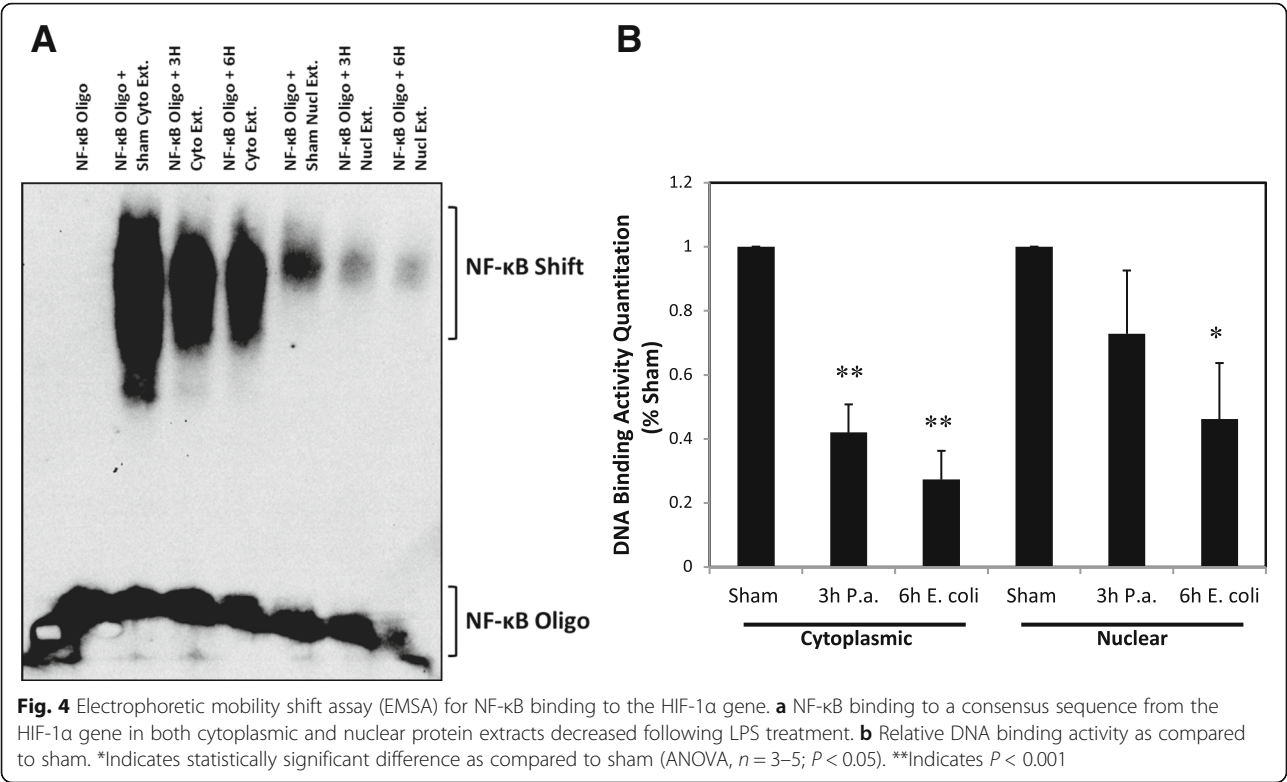 A
NF-κB Oligo
NF-κB Oligo +
Sham Cyto Ext.
NF-κB Oligo + 3H
Cyto Ext.
NF-κB Oligo + 6H
Cyto Ext.
NF-κB Oligo +
Sham Nucl Ext.
NF-κB Oligo + 3H
Nucl Ext.
NF-κB Oligo + 6H
Nucl Ext.
NF-κB Shift
NF-κB Oligo
B
DNA Binding Activity Quantitation
(% Sham)
1.2
1
0.8
0.6
0.4
0.2
0
**
**
*
Sham 3h P.a. 6h E. coli Sham 3h P.a. 6h E. coli
Cytoplasmic Nuclear
Fig. 4 Electrophoretic mobility shift assay (EMSA) for NF-κB binding to the HIF-1α gene. a NF-κB binding to a consensus sequence from the
HIF-1α gene in both cytoplasmic and nuclear protein extracts decreased following LPS treatment. b Relative DNA binding activity as compared
to sham. *Indicates statistically significant difference as compared to sham (ANOVA, n = 3–5; P < 0.05). **Indicates P < 0.001